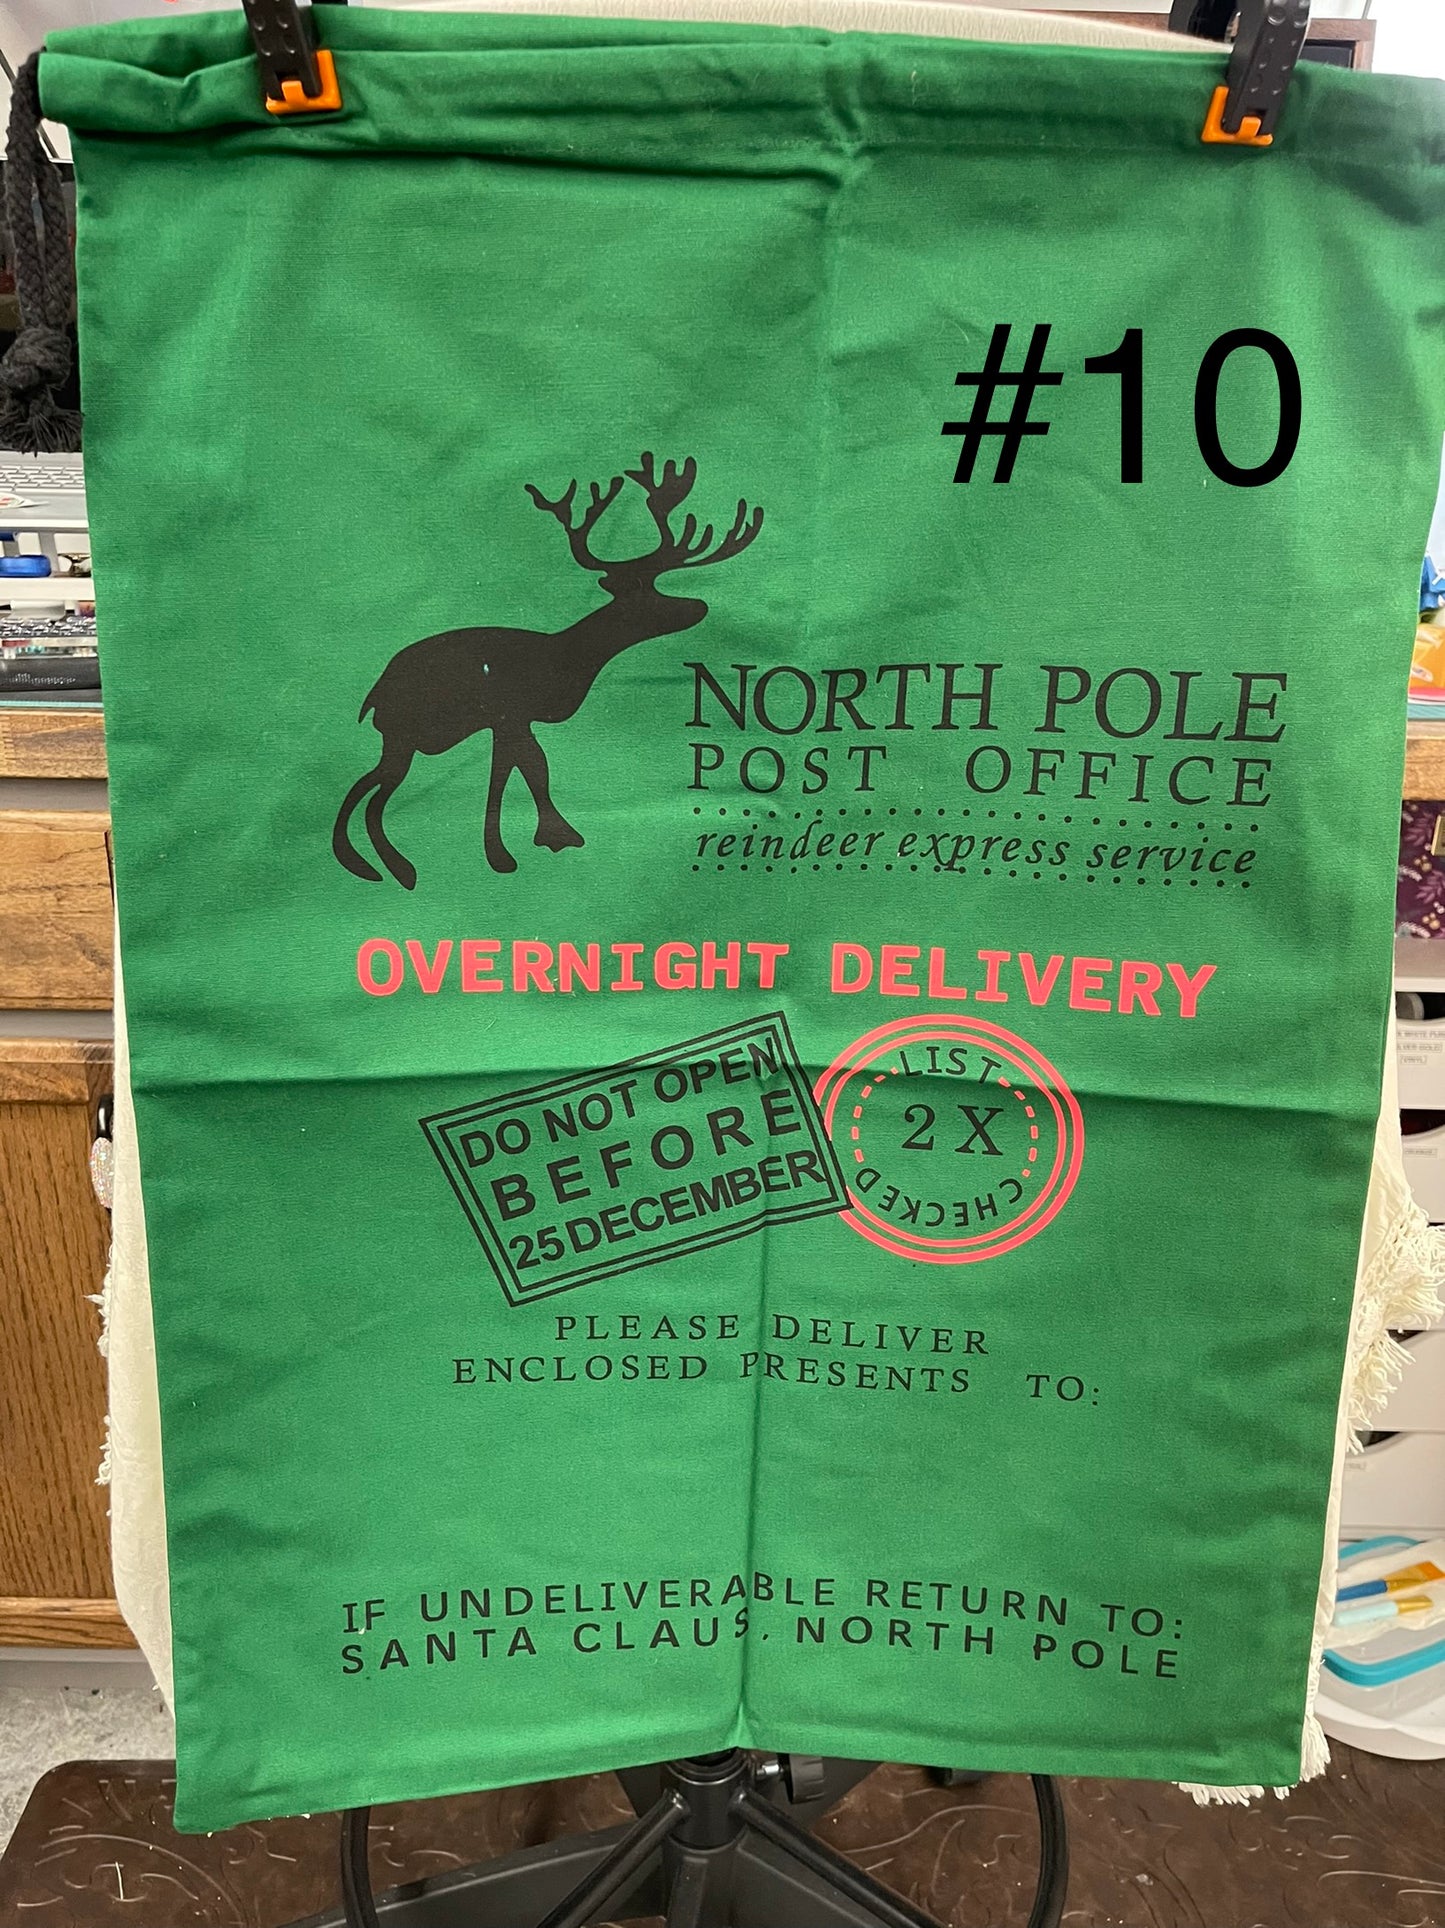 #10
NORTH POLE
POST OFFICE
reindeer express service
OVERNIGHT DELIVERY
DO NOT OPEN
BEFORE
25 DECEMBER
LIST
2 X
CHECKED
PLEASE DELIVER
ENCLOSED PRESENTS TO:
IF UNDELIVERABLE RETURN TO:
SANTA CLAUS, NORTH POLE